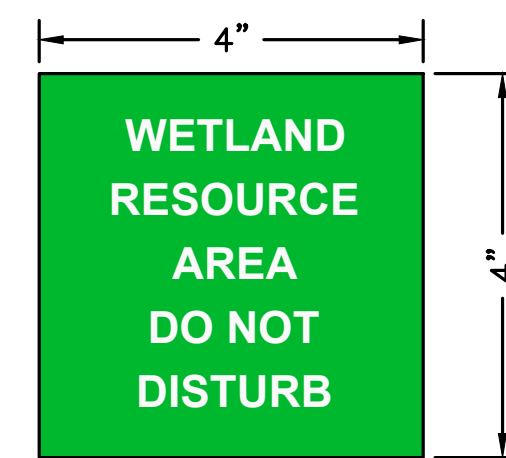 4”
WETLAND
RESOURCE
AREA
DO NOT
DISTURB
4”